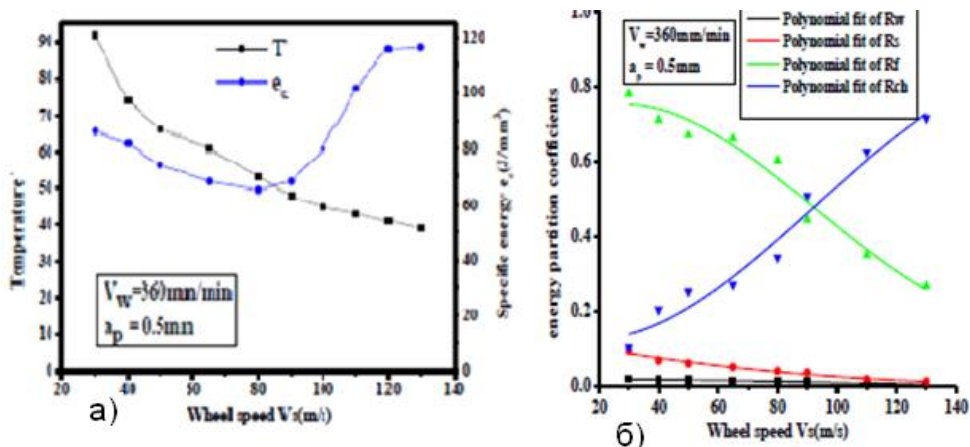 90
80
70
60
50
40
30
20
10
0
Temperature
T
e
V_W=360mm/min
a_p = 0.5mm
120
100
80
60
40
20
0
Specific energy e (J/mm³)
20 40 60 80 100 120 140
Wheel speed Vs(m/s)
а)
V_w=360mm/min
a_p = 0.5mm
Polynomial fit of Rw
Polynomial fit of Rs
Polynomial fit of Rf
Polynomial fit of Rch
1.0
0.8
0.6
0.4
0.2
0.0
energy partition coefficients
20 40 60 80 100 120 140
Wheel speed Vs(m/s)
б)